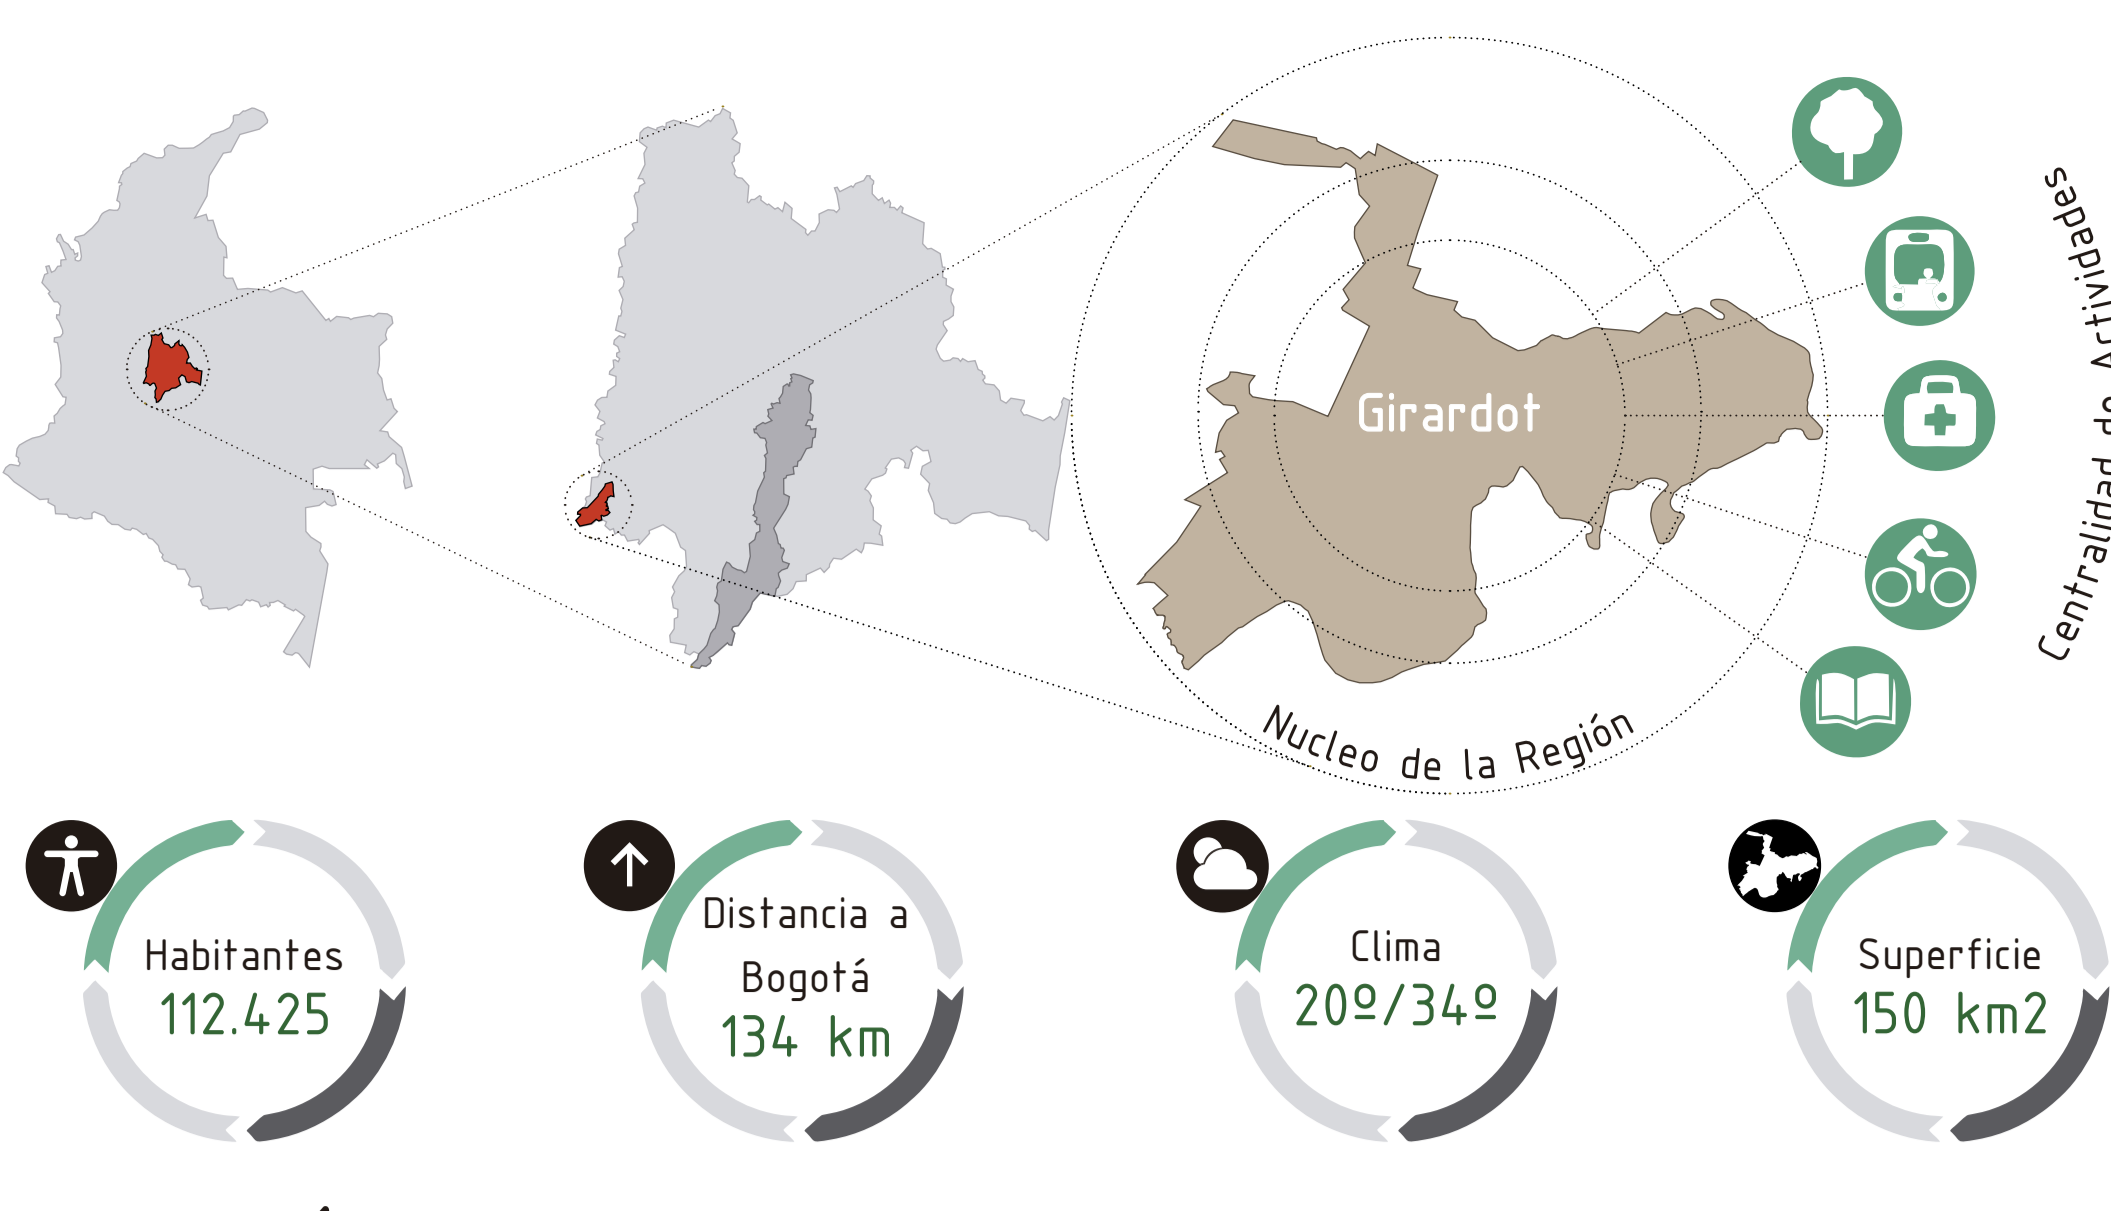 Girardot
Nucleo de la Región
Centralidad de Actividades
Habitantes
112.425
Distancia a
Bogotá
134 km
Clima
20º/34º
Superficie
150 km2